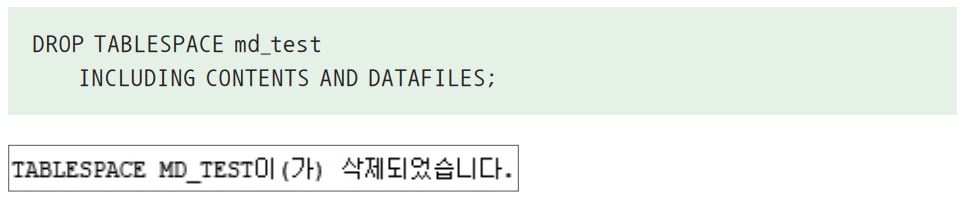 DROP TABLESPACE md_test
INCLUDING CONTENTS AND DATAFILES;
TABLESPACE MD_TEST이(가) 삭제되었습니다.